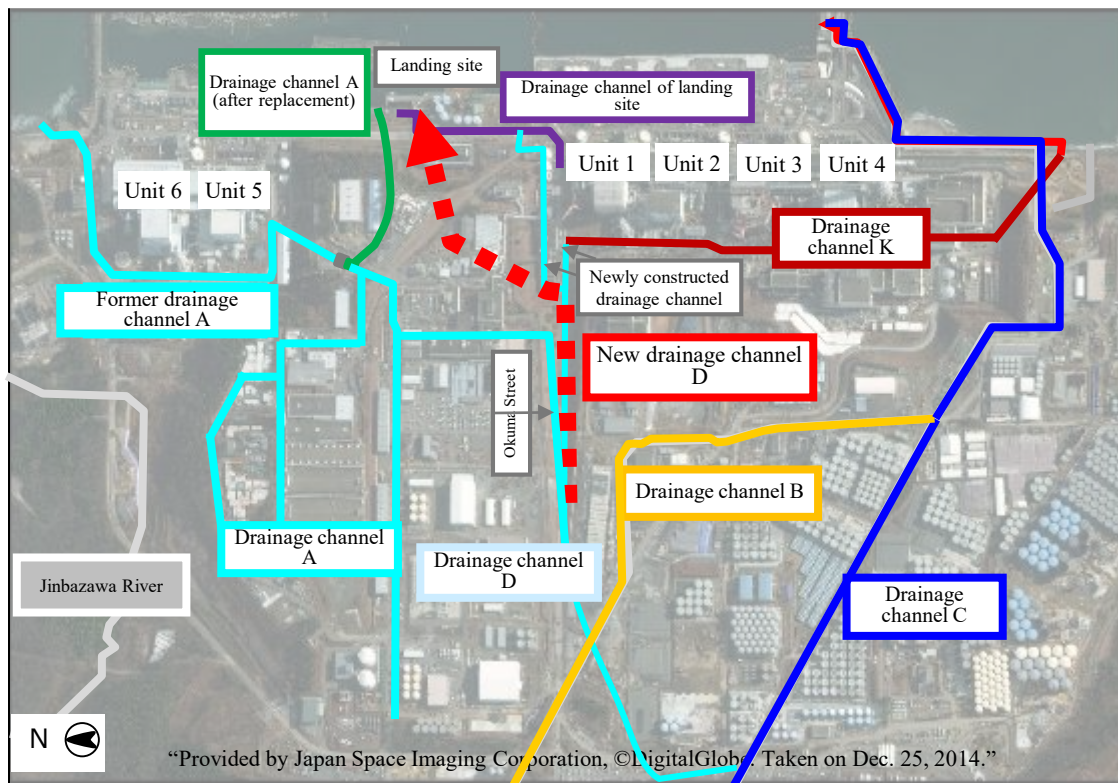 Drainage channel A
(after replacement)
Landing site
Drainage channel of landing
site
Unit 1
Unit 2
Unit 3
Unit 4
Unit 6
Unit 5
Drainage
channel K
Newly constructed
drainage channel
Former drainage
channel A
New drainage channel
D
Okuma Street
Drainage channel B
Drainage channel
A
Drainage channel
D
Jinbazawa River
Drainage
channel C
N
“Provided by Japan Space Imaging Corporation, ©DigitalGlobe. Taken on Dec. 25, 2014.”